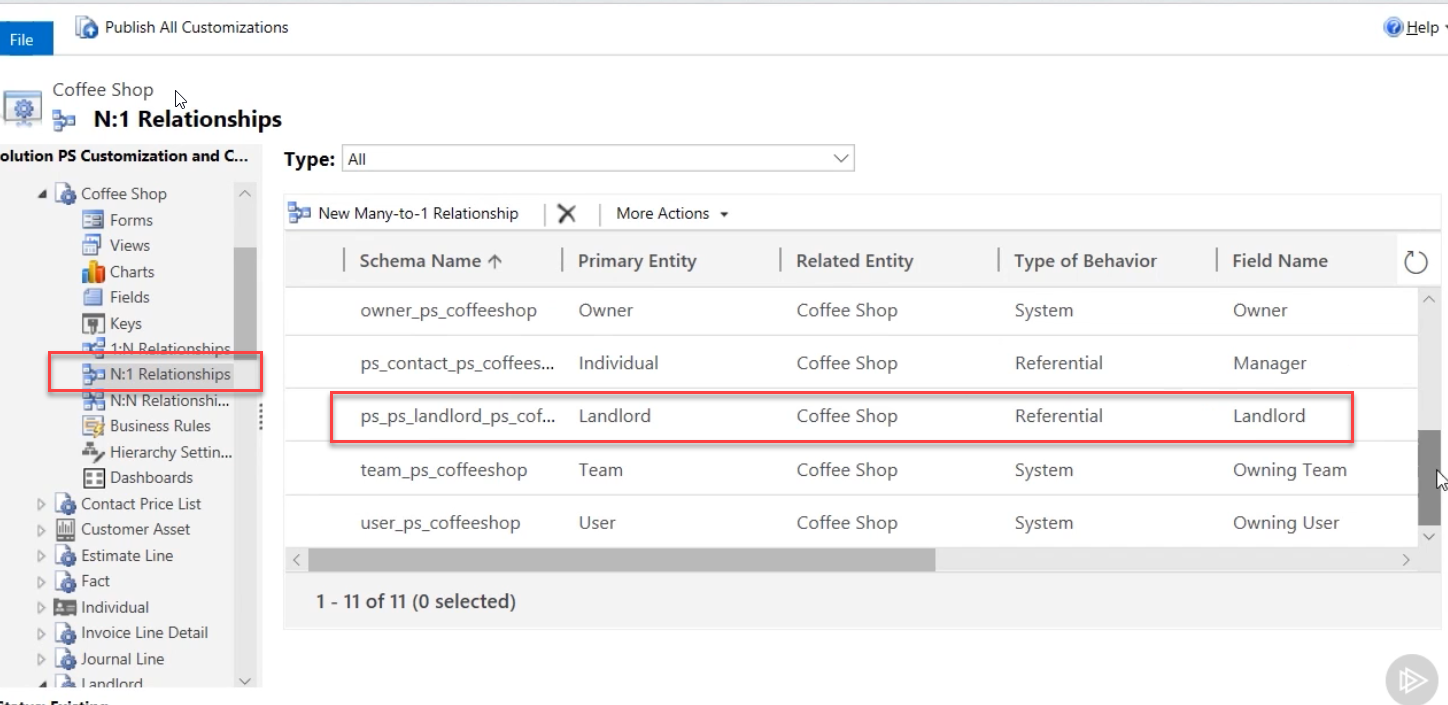 File
Publish All Customizations
Help
Coffee Shop
N:1 Relationships
olution PS Customization and C...
Type: All
Coffee Shop
Forms
Views
Charts
Fields
Keys
1:N Relationships
N:1 Relationships
N:N Relationshi...
Business Rules
Hierarchy Settin...
Dashboards
Contact Price List
Customer Asset
Estimate Line
Fact
Individual
Invoice Line Detail
Journal Line
Landlord
New Many-to-1 Relationship More Actions
Schema Name Primary Entity Related Entity Type of Behavior Field Name
owner_ps_coffeeshop Owner Coffee Shop System Owner
ps_contact_ps_coffees... Individual Coffee Shop Referential Manager
ps_ps_landlord_ps_cof... Landlord Coffee Shop Referential Landlord
team_ps_coffeeshop Team Coffee Shop System Owning Team
user_ps_coffeeshop User Coffee Shop System Owning User
1 - 11 of 11 (0 selected)
Status: Existing